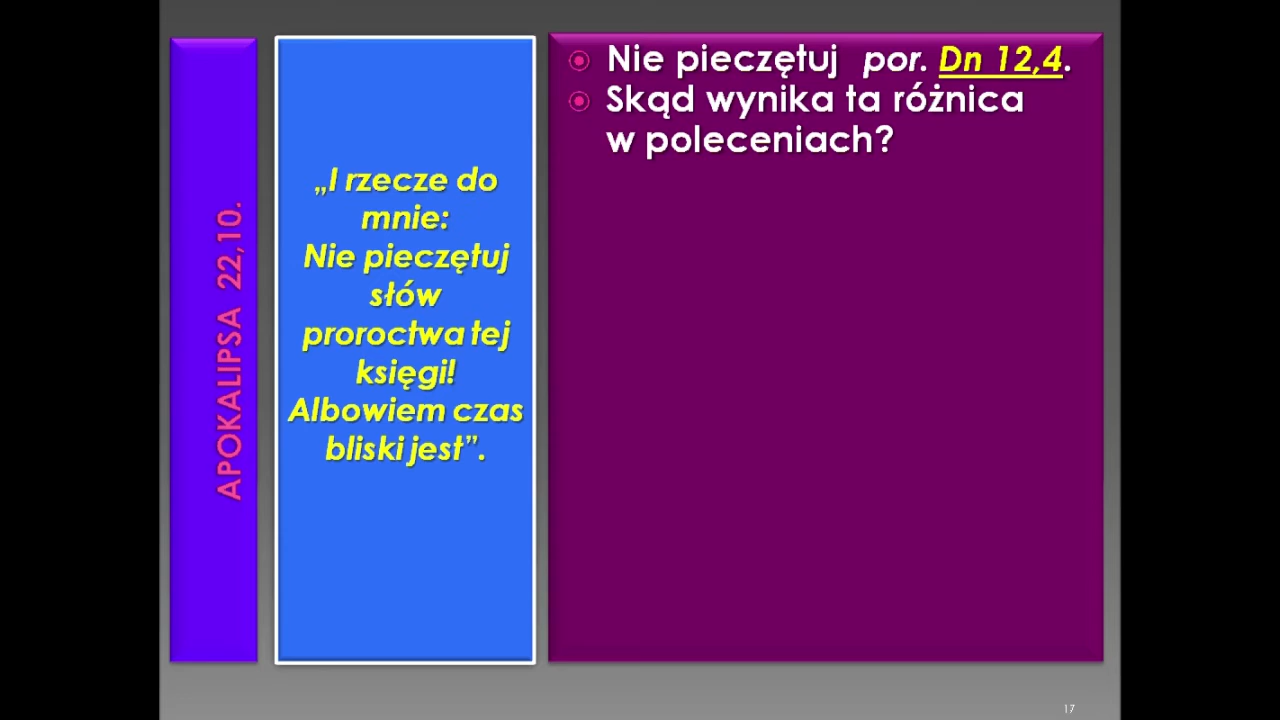 APOKALIPSA 22,10.
„I rzecze do
mnie:
Nie pieczętuj
słów
proroctwa tej
księgi!
Albowiem czas
bliski jest”.
Nie pieczętuj por. Dn 12,4.
Skąd wynika ta różnica
w poleceniach?
17